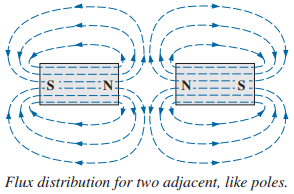 S N N S
Flux distribution for two adjacent, like poles.